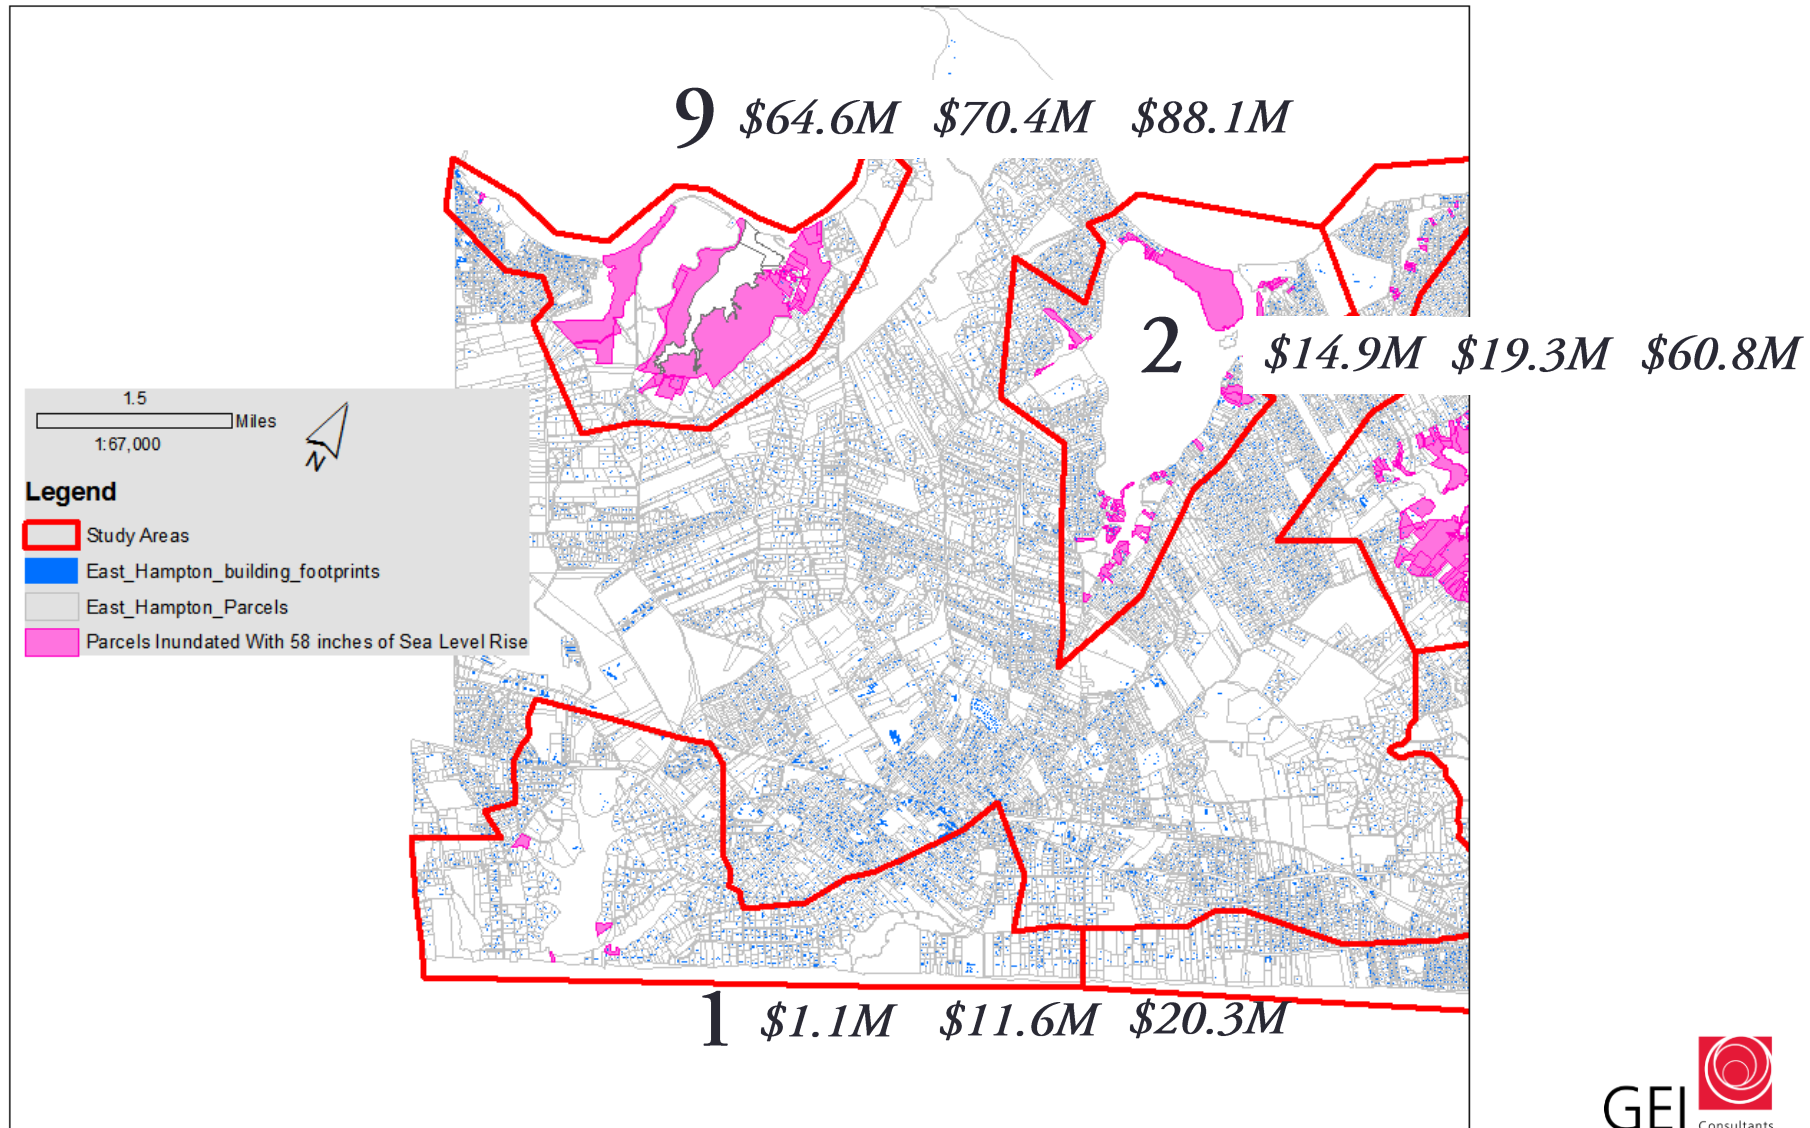 9 $64.6M $70.4M $88.1M
2 $14.9M $19.3M $60.8M
1.5
Miles
1:67,000
N
Legend
Study Areas
East_Hampton_building_footprints
East_Hampton_Parcels
Parcels Inundated With 58 inches of Sea Level Rise
1 $1.1M $11.6M $20.3M
GEI Consultants